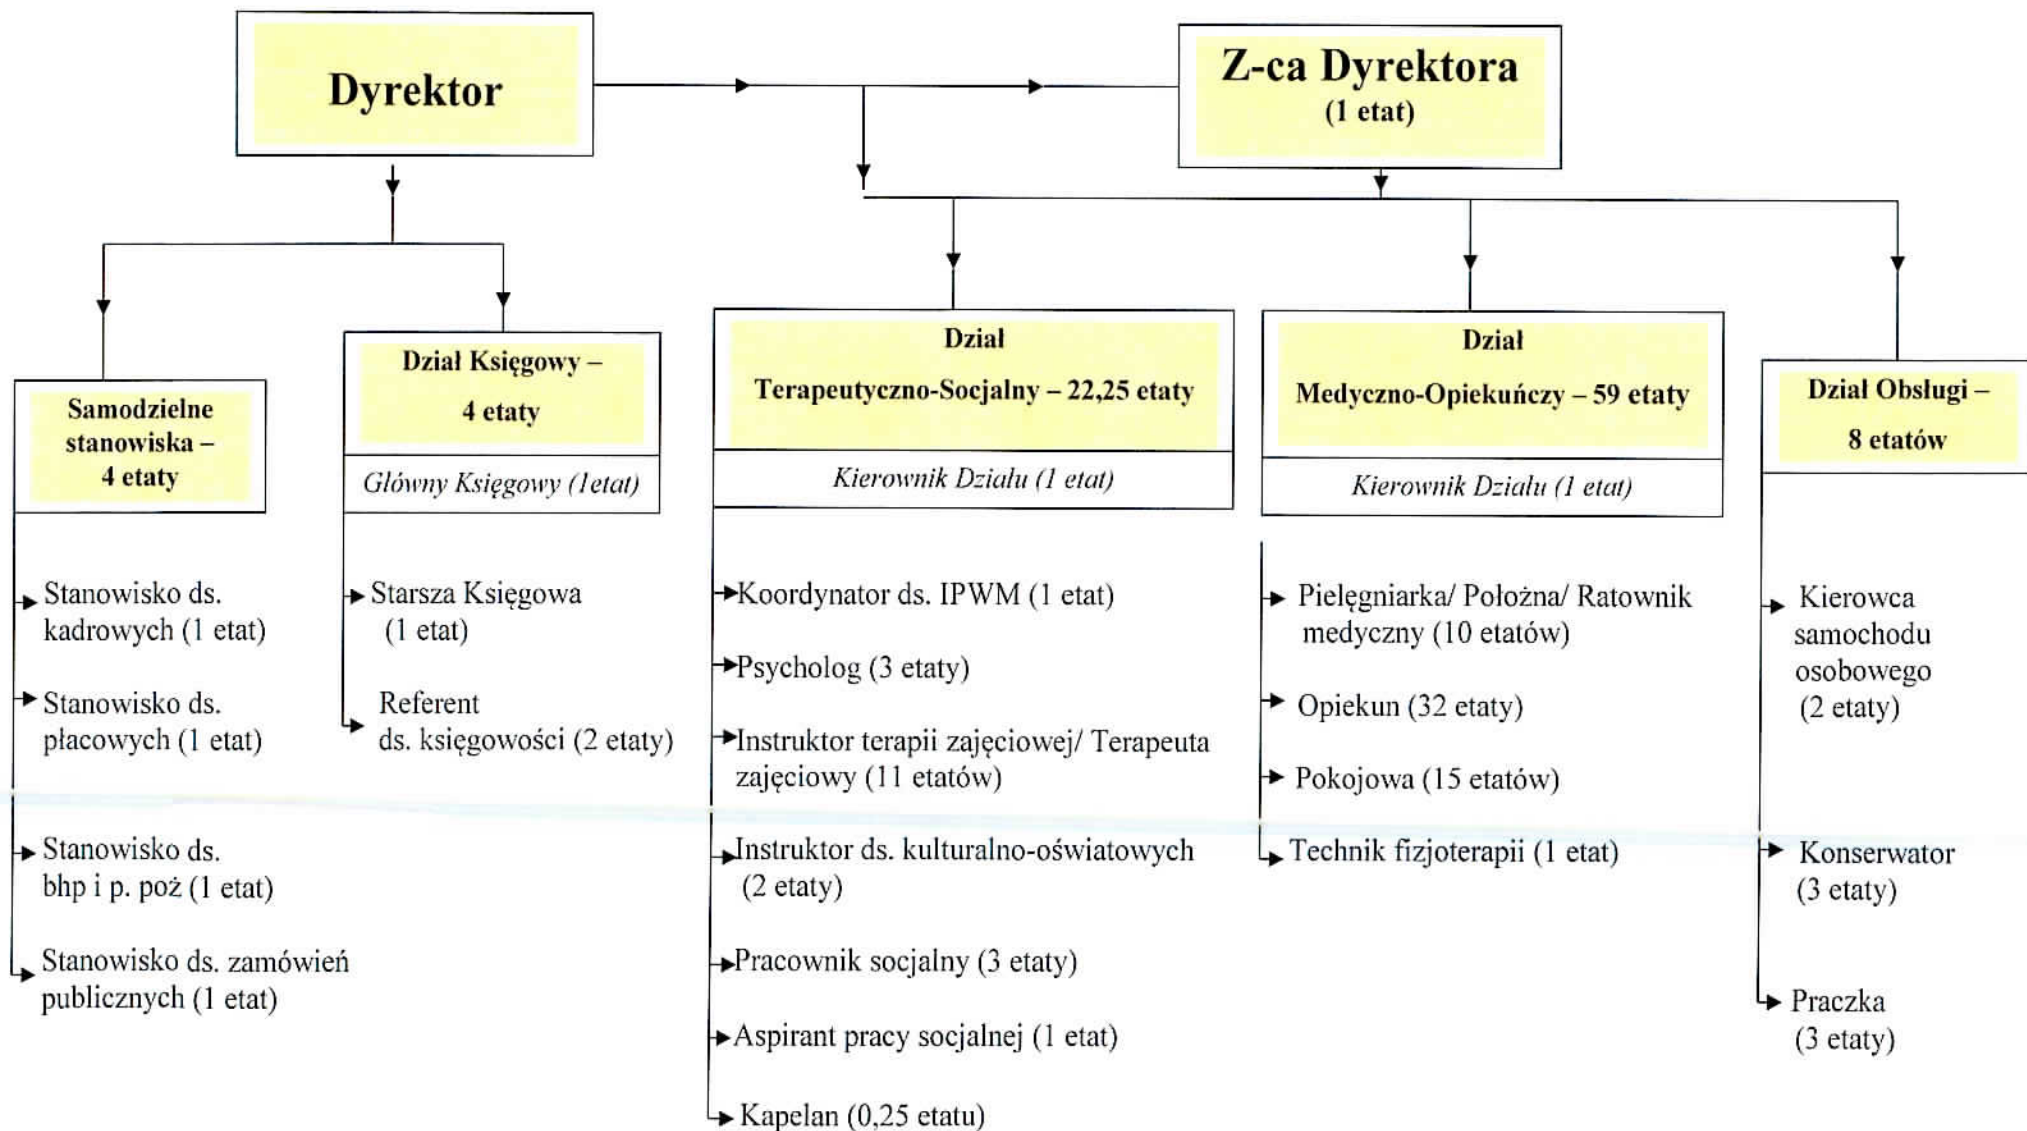 Dyrektor
Z-ca Dyrektora
(1 etat)
Samodzielne
stanowiska –
4 etaty
Stanowisko ds.
kadrowych (1 etat)
Stanowisko ds.
płacowych (1 etat)
Stanowisko ds.
bhp i p. poż (1 etat)
Stanowisko ds. zamówień
publicznych (1 etat)
Dział Księgowy –
4 etaty
Główny Księgowy (1etat)
Starsza Księgowa
(1 etat)
Referent
ds. księgowości (2 etaty)
Dział
Terapeutyczno-Socjalny – 22,25 etaty
Kierownik Działu (1 etat)
Koordynator ds. IPWM (1 etat)
Psycholog (3 etaty)
Instruktor terapii zajęciowej/ Terapeuta
zajęciowy (11 etatów)
Instruktor ds. kulturalno-oświatowych
(2 etaty)
Pracownik socjalny (3 etaty)
Aspirant pracy socjalnej (1 etat)
Kapelan (0,25 etatu)
Dział
Medyczno-Opiekuńczy – 59 etaty
Kierownik Działu (1 etat)
Pielęgniarka/ Położna/ Ratownik
medyczny (10 etatów)
Opiekun (32 etaty)
Pokojowa (15 etatów)
Technik fizjoterapii (1 etat)
Dział Obsługi –
8 etatów
Kierowca
samochodu
osobowego
(2 etaty)
Konserwator
(3 etaty)
Praczka
(3 etaty)